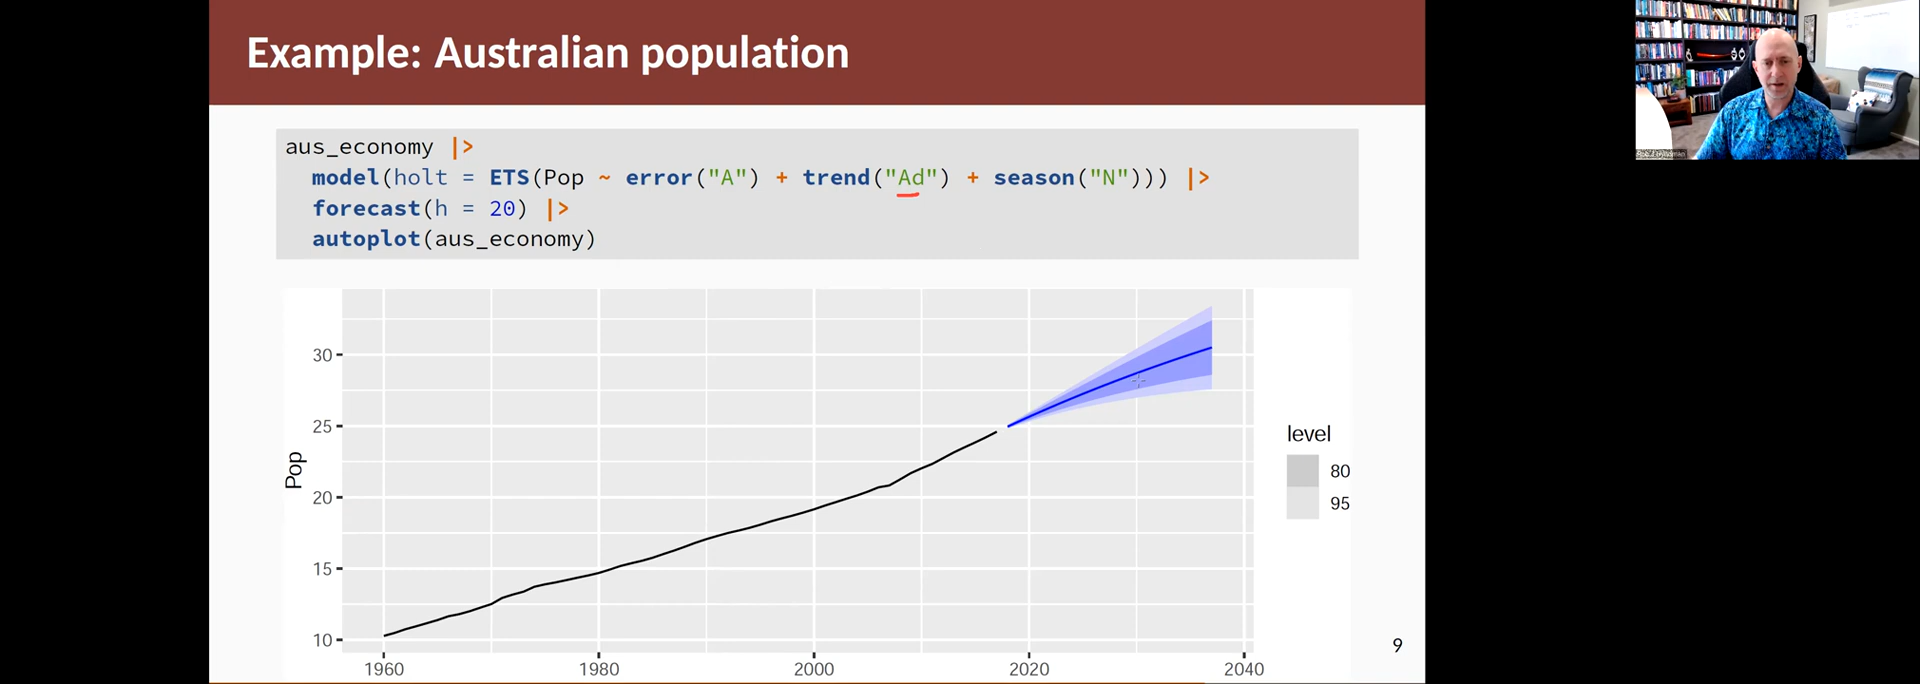 Example: Australian population
aus_economy |>
model(holt = ETS(Pop ~ error("A") + trend("Ad") + season("N"))) |>
forecast(h = 20) |>
autoplot(aus_economy)
30
25
20
15
10
Pop
1960
1980
2000
2020
2040
level
80
95
9